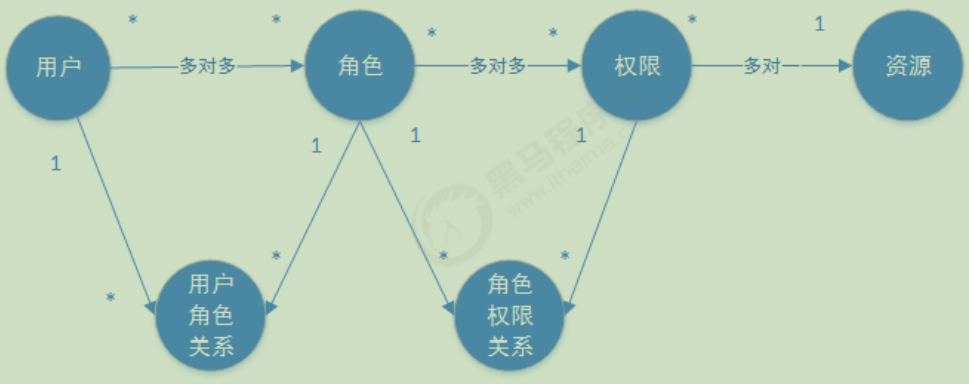 * * * * * 1
用户 多对多 角色 多对多 权限 多对一 资源
1 1 1 1
* * * *
用户
角色
关系
角色
权限
关系
黑马程序
www.itheima.c